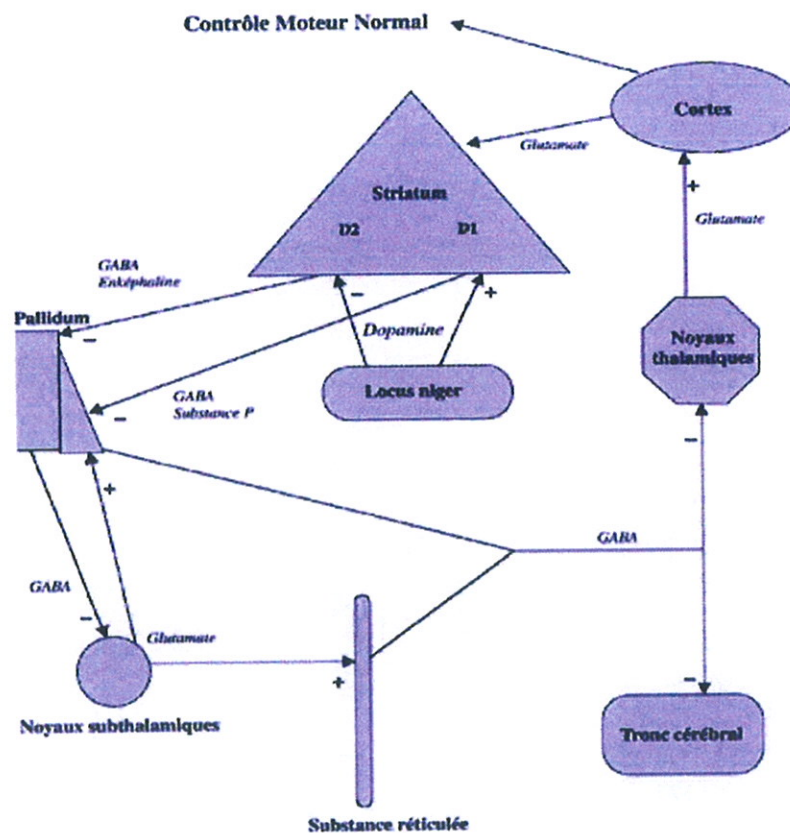 Contrôle Moteur Normal
Cortex
Glutamate
+
Striatum
D2
D1
Glutamate
GABA
Enképhaline
-
+
Pallidum
-
Dopamine
Noyaux
thalamiques
Locus niger
GABA
Substance P
-
-
+
GABA
GABA
-
Glutamate
+
-
Noyaux subthalamiques
Tronc cérébral
Substance réticulée